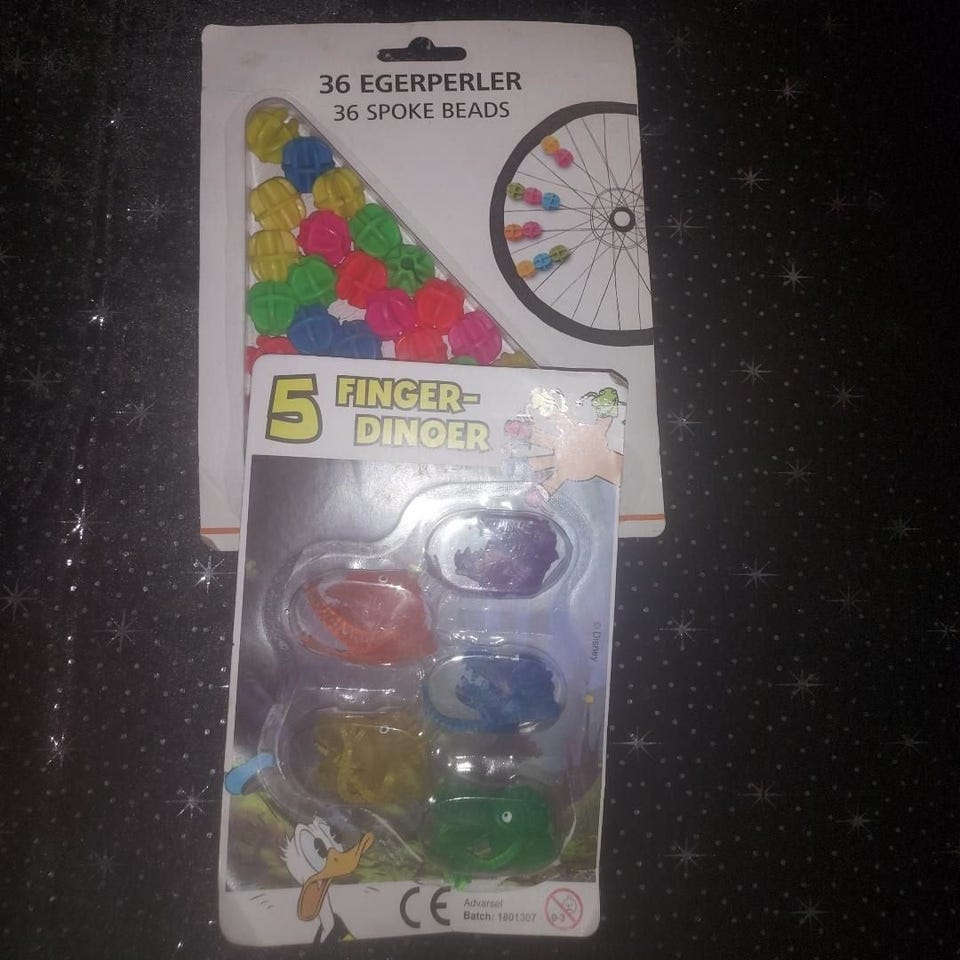 36 EGERPERLER
36 SPOKE BEADS
5 FINGER-
DINOER
© Disney
CE
Advarsel
Batch: 1801307
0-3